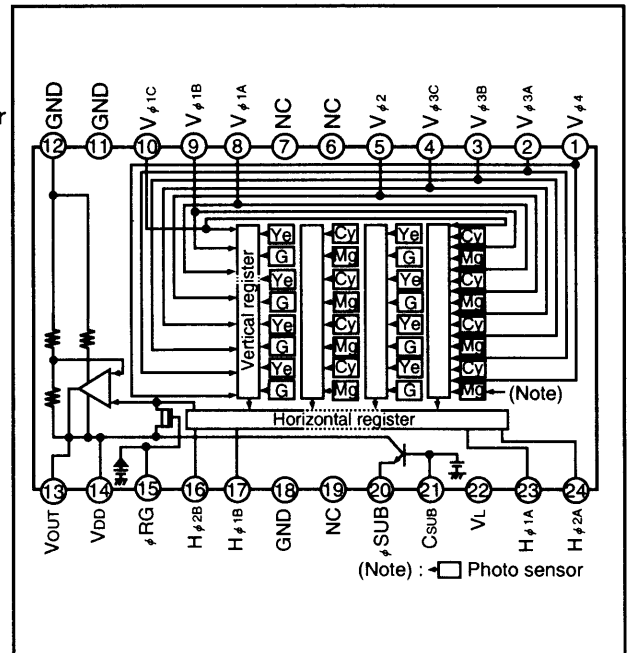 r
GND
GND
Vφ1C
Vφ1B
Vφ1A
NC
NC
Vφ2
Vφ3C
Vφ3B
Vφ3A
Vφ4
12 11 10 9 8 7 6 5 4 3 2 1
Vertical register
Ye Cy Ye Cy
G Mg G Mg
Ye Cy Ye Cy
G Mg G Mg
Ye Cy Ye Cy
G Mg G Mg
Ye Cy Ye Cy
G Mg G Mg
(Note)
Horizontal register
13 14 15 16 17 18 19 20 21 22 23 24
VOUT
VDD
φRG
Hφ2B
Hφ1B
GND
NC
φSUB
CSUB
VL
Hφ1A
Hφ2A
(Note) : Photo sensor